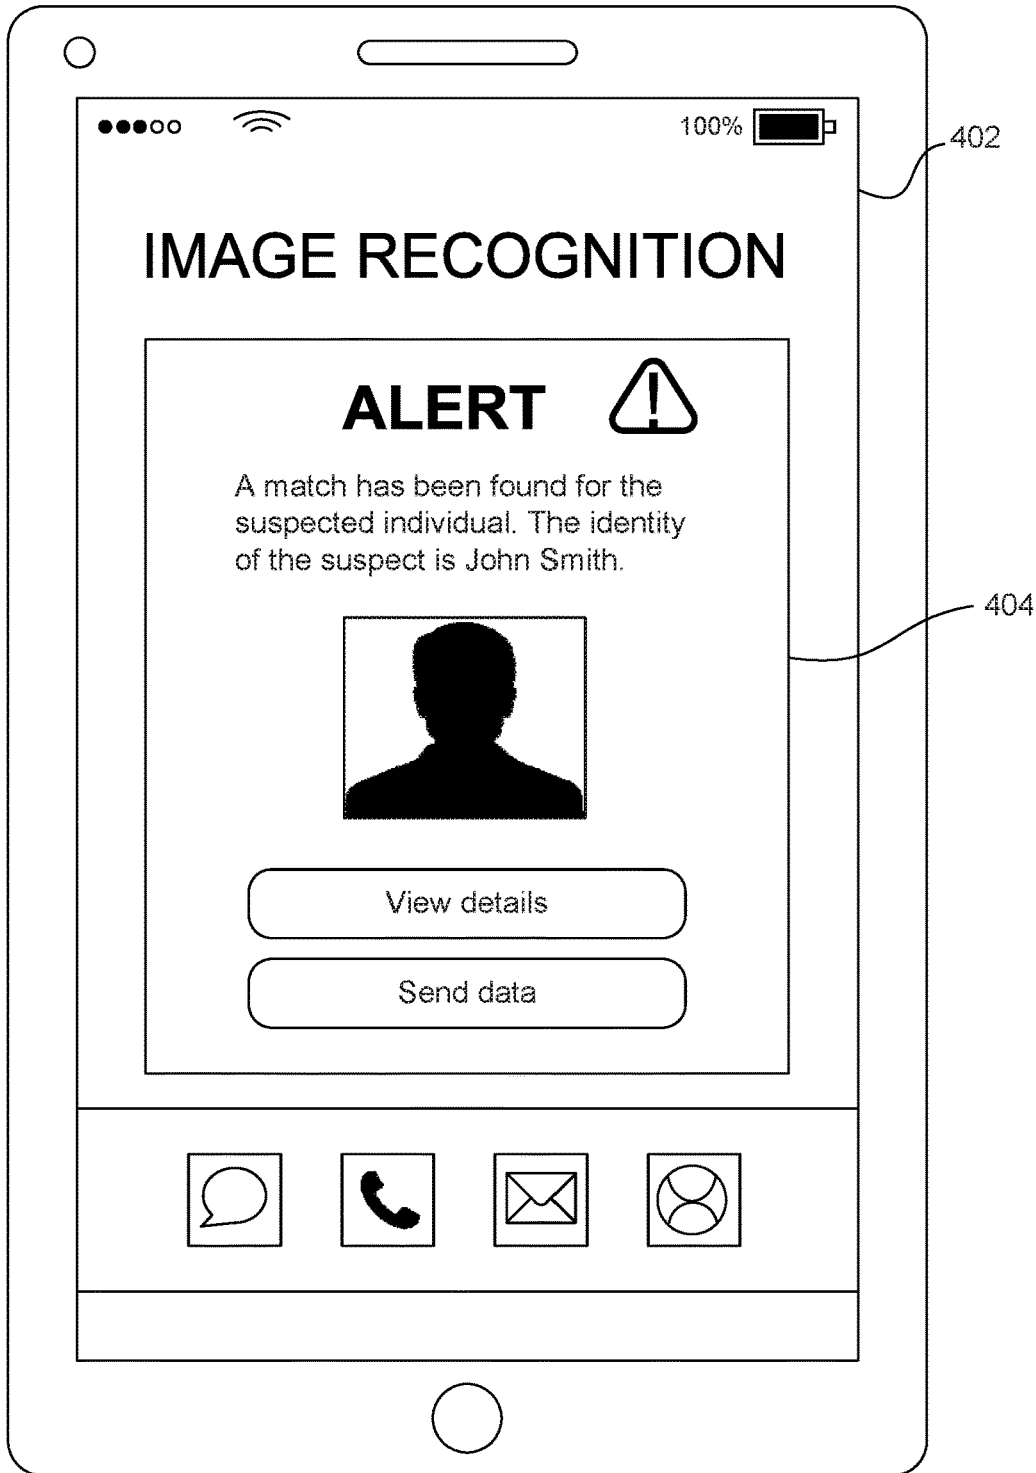 100%
402
IMAGE RECOGNITION
ALERT
A match has been found for the
suspected individual. The identity
of the suspect is John Smith.
404
View details
Send data